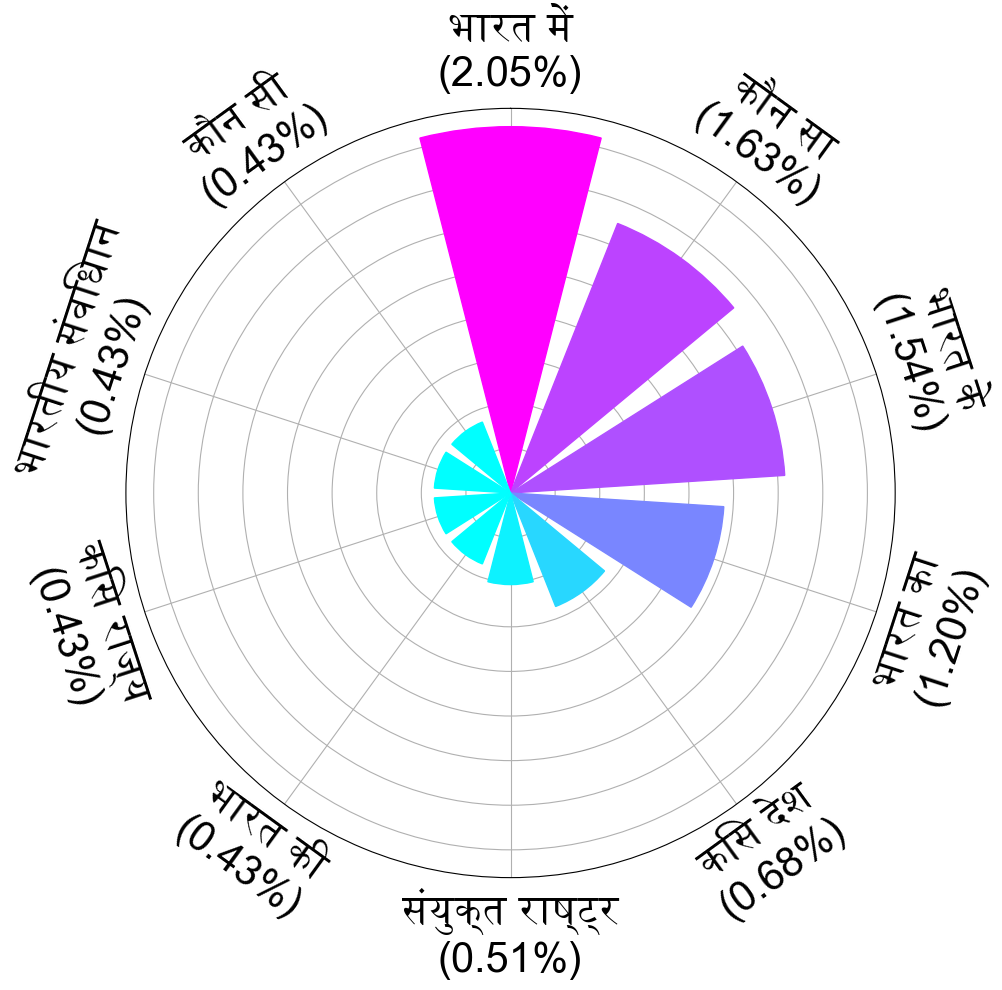 भारत में
(2.05%)
कौन सा
(1.63%)
भारत के
(1.54%)
भारत का
(1.20%)
किस देश
(0.68%)
संयुक्त राष्ट्र
(0.51%)
भारत की
(0.43%)
किस राज्य
(0.43%)
भारतीय संविधान
(0.43%)
कौन सी
(0.43%)